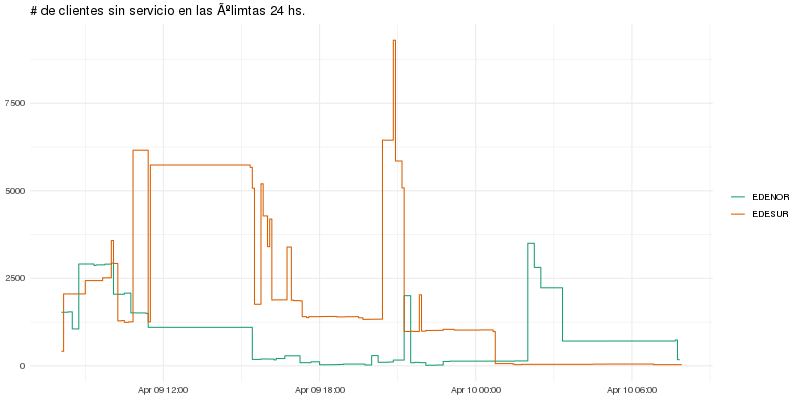 # de clientes sin servicio en las Ãºlimtas 24 hs.
7500
5000
2500
0
Apr 09 12:00
Apr 09 18:00
Apr 10 00:00
Apr 10 06:00
EDENOR
EDESUR